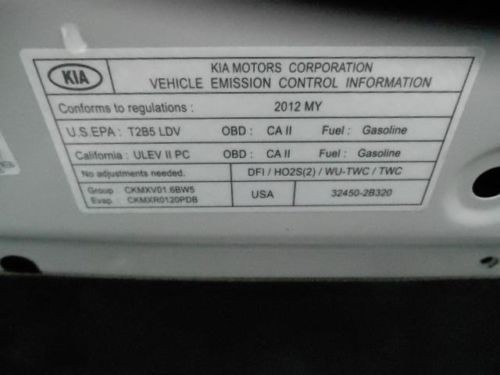 KIA
KIA MOTORS CORPORATION
VEHICLE EMISSION CONTROL INFORMATION
Conforms to regulations : 2012 MY
U.S.EPA : T2B5 LDV OBD : CA II Fuel : Gasoline
California : ULEV II PC OBD : CA II Fuel : Gasoline
No adjustments needed. DFI / HO2S(2) / WU-TWC / TWC
Group CKMXV01.6BW5 USA 32450-2B320
Evap. : CKMXR0120PDB